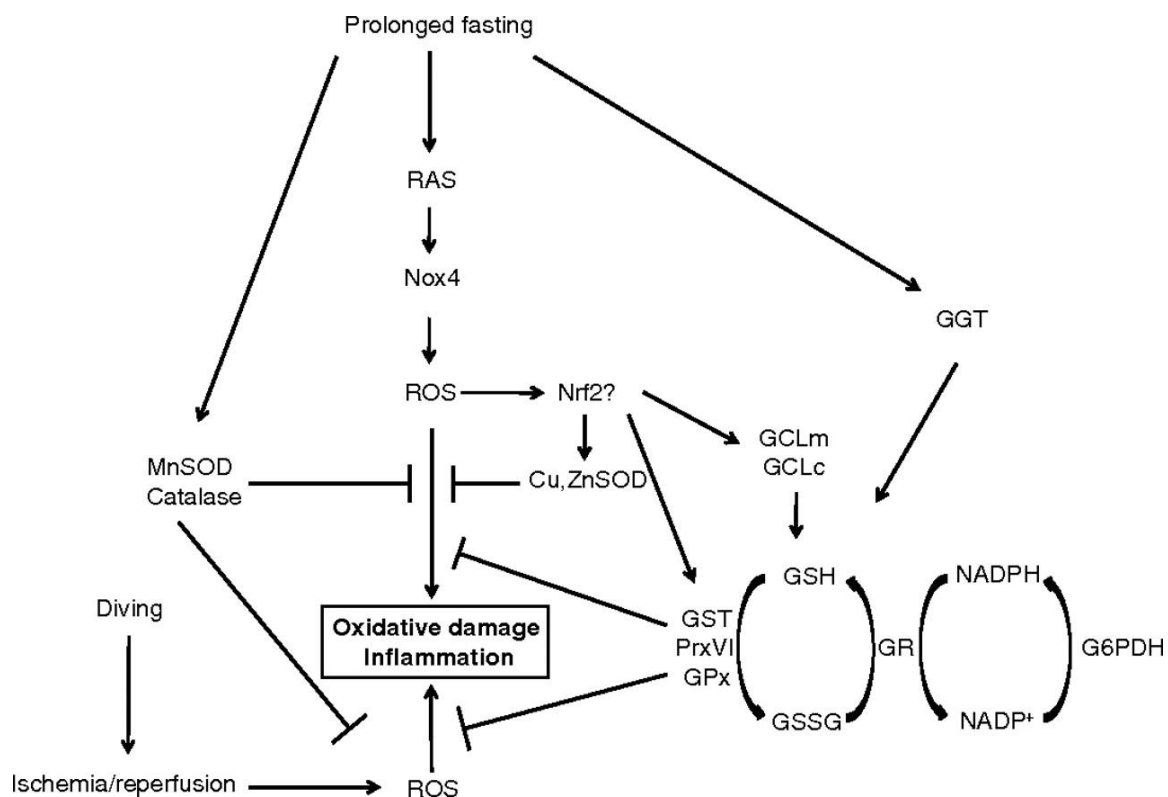 Prolonged fasting
RAS
Nox4
GGT
ROS
Nrf2?
GCLm
GCLc
MnSOD
Catalase
Cu,ZnSOD
GSH
NADPH
Diving
Oxidative damage
Inflammation
GST
PrxVI
GPx
GR
G6PDH
GSSG
NADP⁺
Ischemia/reperfusion
ROS